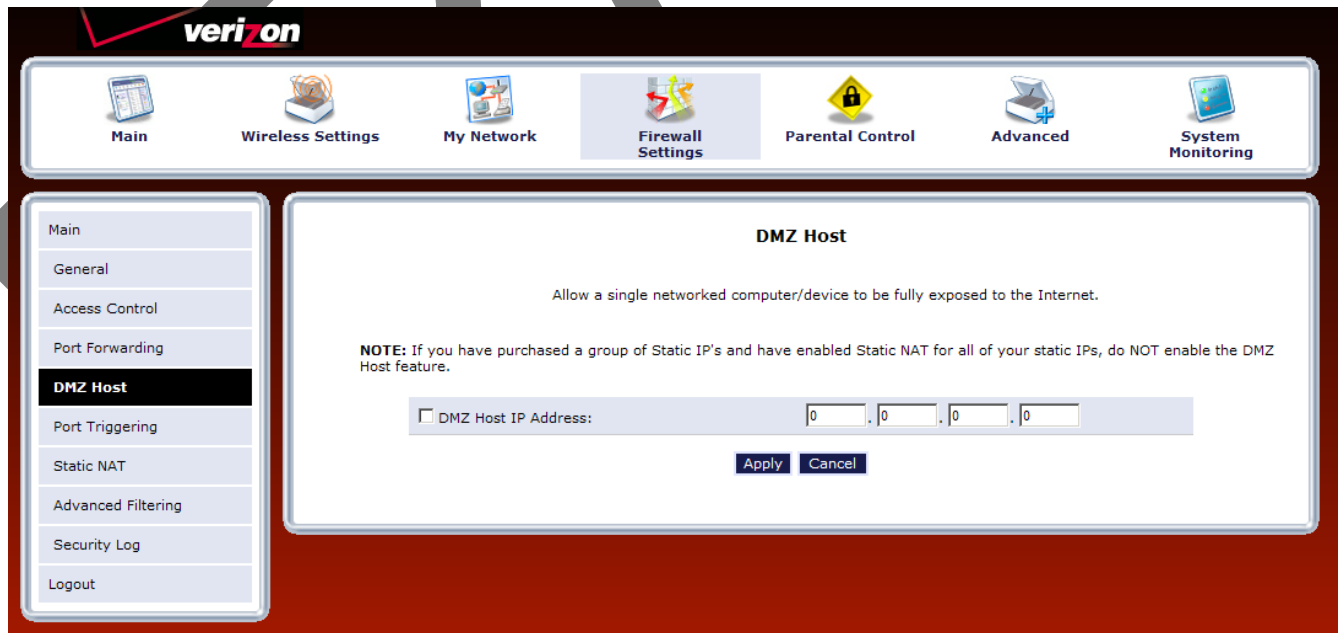 verizon
Main
Wireless Settings
My Network
Firewall
Settings
Parental Control
Advanced
System
Monitoring
Main
General
Access Control
Port Forwarding
DMZ Host
Port Triggering
Static NAT
Advanced Filtering
Security Log
Logout
DMZ Host
Allow a single networked computer/device to be fully exposed to the Internet.
NOTE: If you have purchased a group of Static IP's and have enabled Static NAT for all of your static IPs, do NOT enable the DMZ
Host feature.
DMZ Host IP Address: 0 . 0 . 0 . 0
Apply Cancel